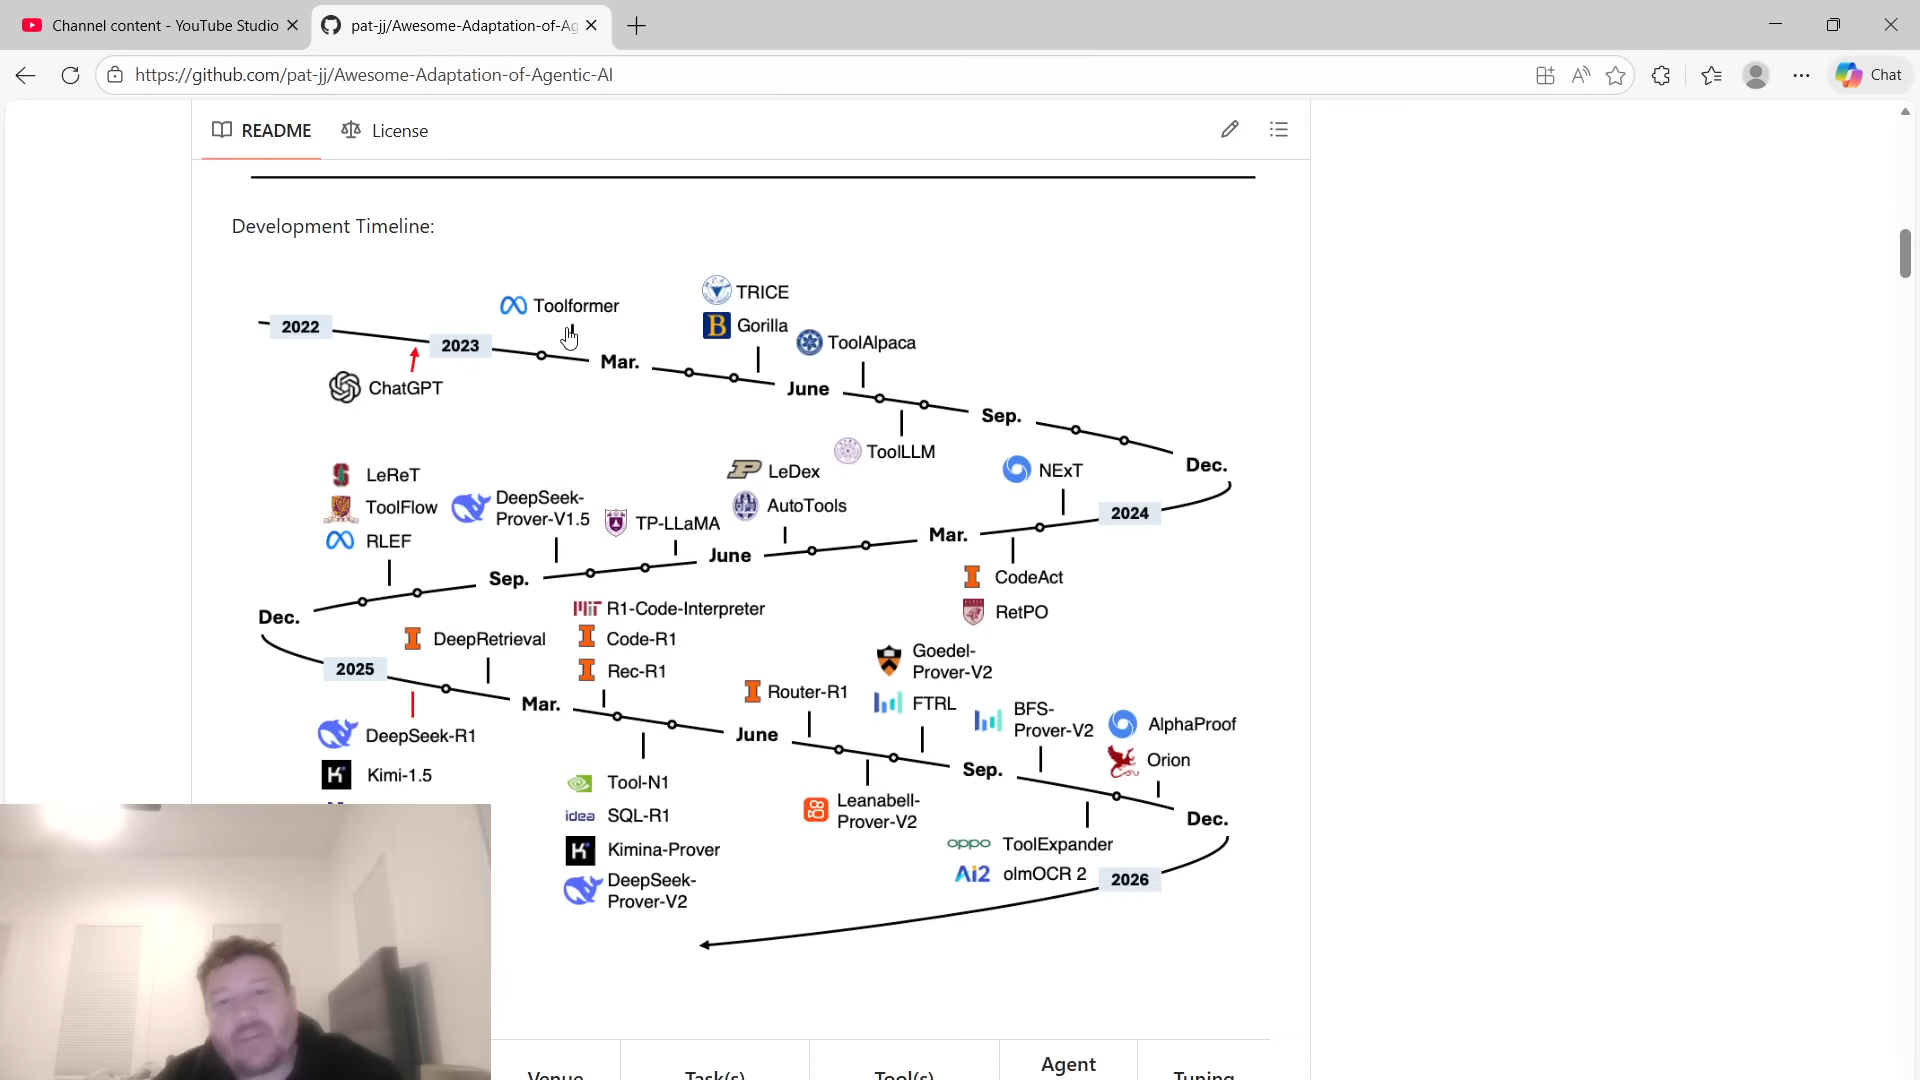 Channel content - YouTube Studio
pat-jj/Awesome-Adaptation-of-Ag
https://github.com/pat-jj/Awesome-Adaptation-of-Agentic-AI
Chat
README
License
Development Timeline:
TRICE
Toolformer
Gorilla
2022
ToolAlpaca
2023
Mar.
ChatGPT
June
Sep.
ToolLLM
Dec.
LeReT
LeDex
NExT
ToolFlow
DeepSeek-
Prover-V1.5
AutoTools
2024
TP-LLaMA
RLEF
Mar.
June
Sep.
CodeAct
Dec.
RetPO
MIT R1-Code-Interpreter
DeepRetrieval
Code-R1
2025
Rec-R1
Goedel-
Prover-V2
Router-R1
FTRL
Mar.
BFS-
Prover-V2
AlphaProof
DeepSeek-R1
June
Orion
Sep.
Kimi-1.5
Tool-N1
Leanabell-
Prover-V2
idea SQL-R1
Dec.
Kimina-Prover
oppo ToolExpander
Ai2 olmOCR 2
2026
DeepSeek-
Prover-V2
Agent
Venue
Task(s)
Tool(s)
Tuning